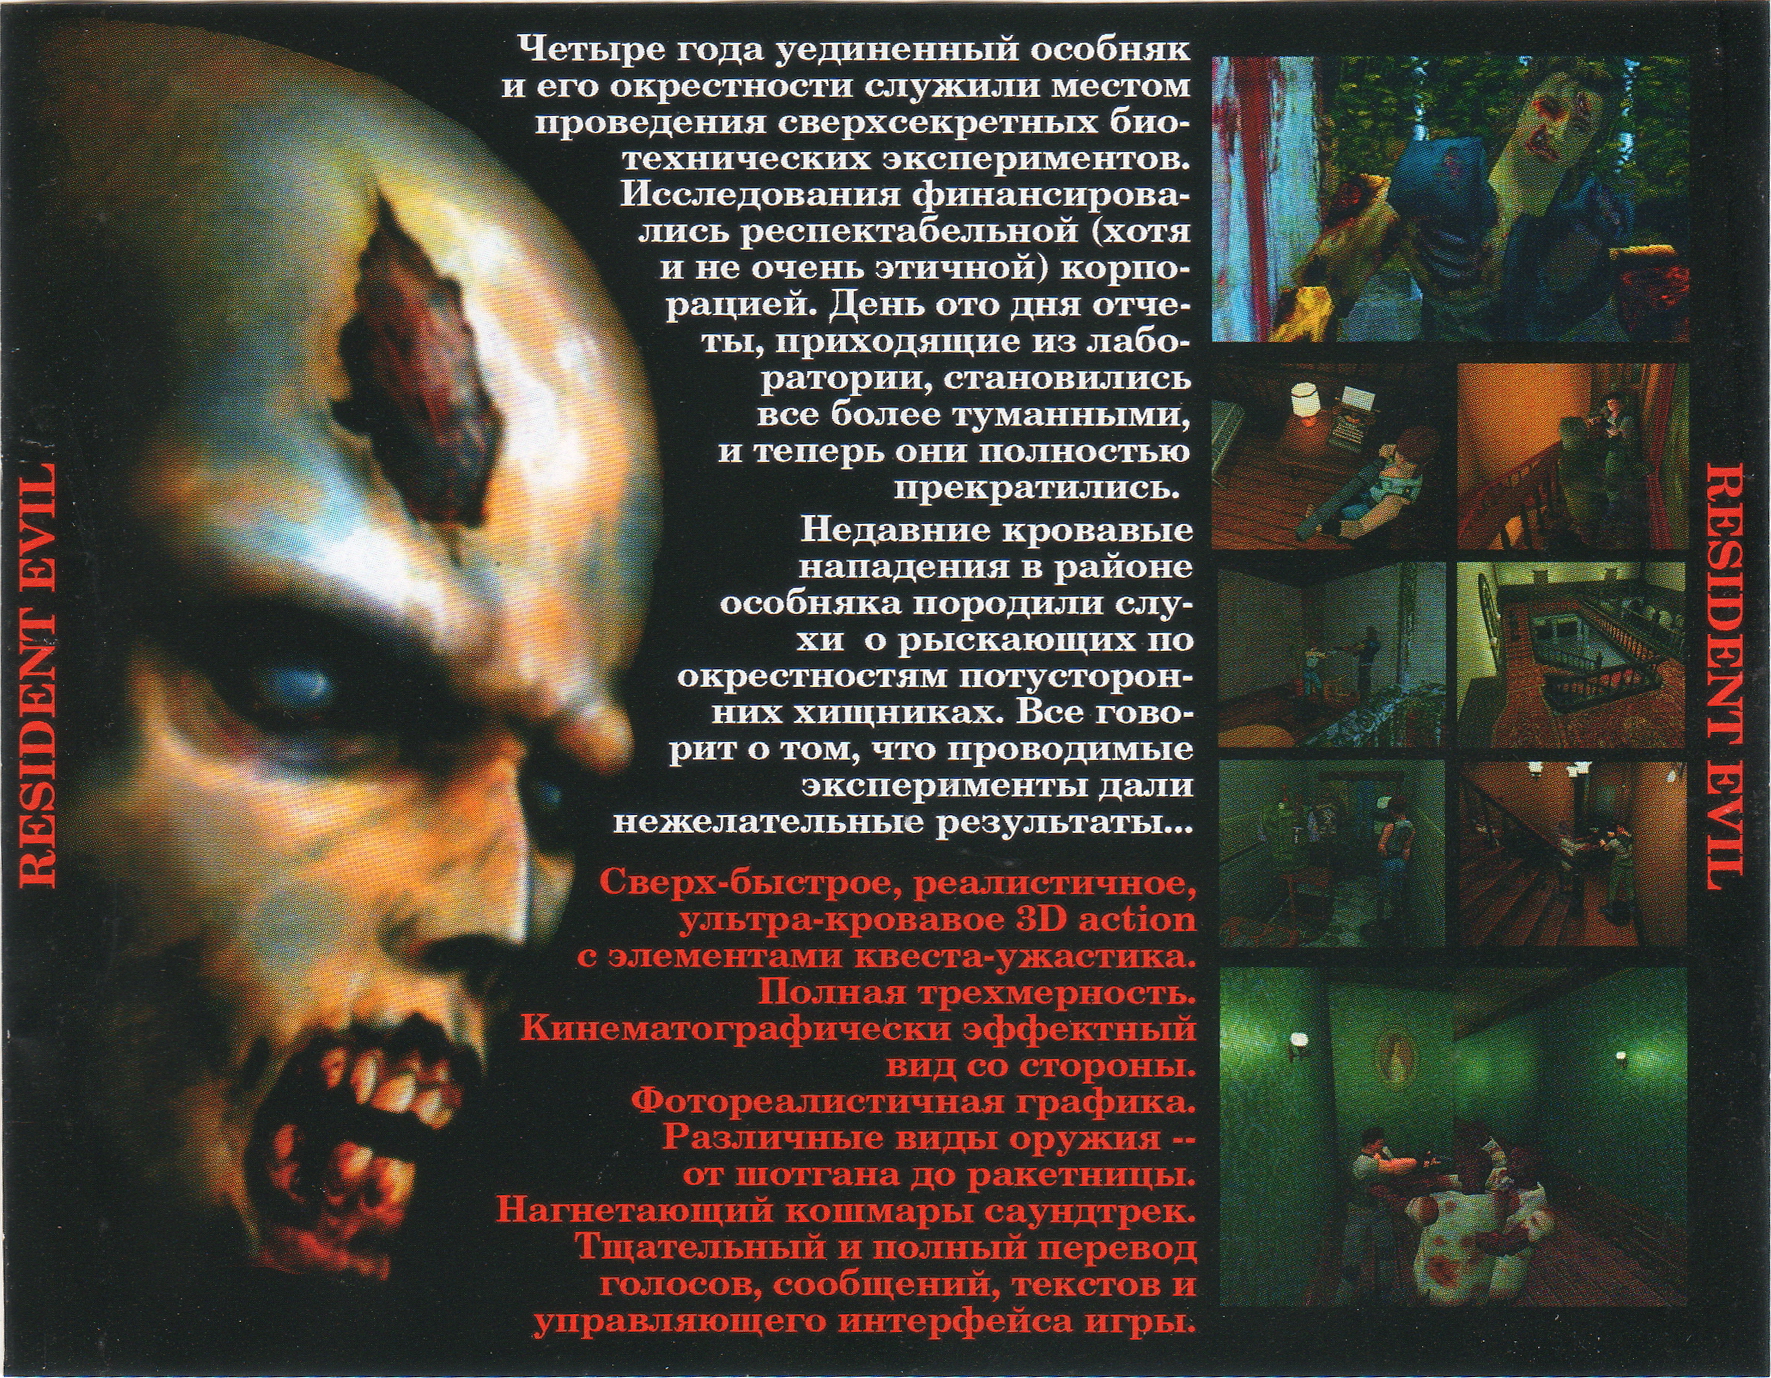 RESIDENT EVIL
Четыре года уединенный особняк
и его окрестности служили местом
проведения сверхсекретных био-
технических экспериментов.
Исследования финансирова-
лись респектабельной (хотя
и не очень этичной) корпо-
рацией. День ото дня отче-
ты, приходящие из лабо-
ратории, становились
все более туманными,
и теперь они полностью
прекратились.
Недавние кровавые
нападения в районе
особняка породили слу-
хи о рыскающих по
окрестностям потусторон-
них хищниках. Все гово-
рит о том, что проводимые
эксперименты дали
нежелательные результаты...
Сверх-быстрое, реалистичное,
ультра-кровавое 3D action
с элементами квеста-ужастика.
Полная трехмерность.
Кинематографически эффектный
вид со стороны.
Фотореалистичная графика.
Различные виды оружия --
от шотгана до ракетницы.
Нагнетающий кошмары саундтрек.
Тщательный и полный перевод
голосов, сообщений, текстов и
управляющего интерфейса игры.
RESIDENT EVIL